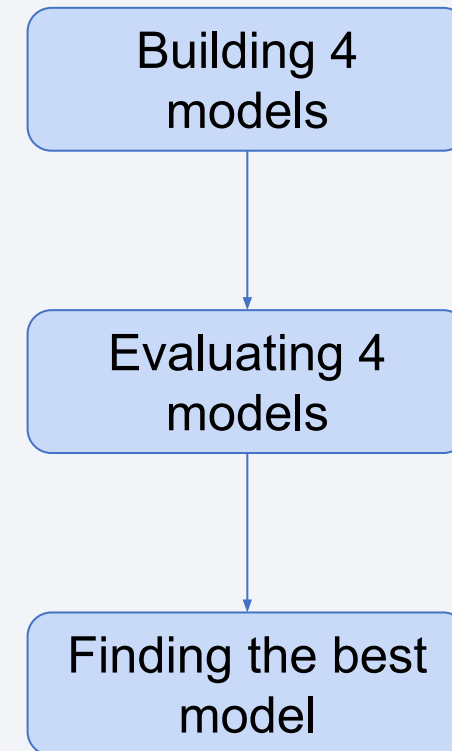 Building 4
models
Evaluating 4
models
Finding the best
model